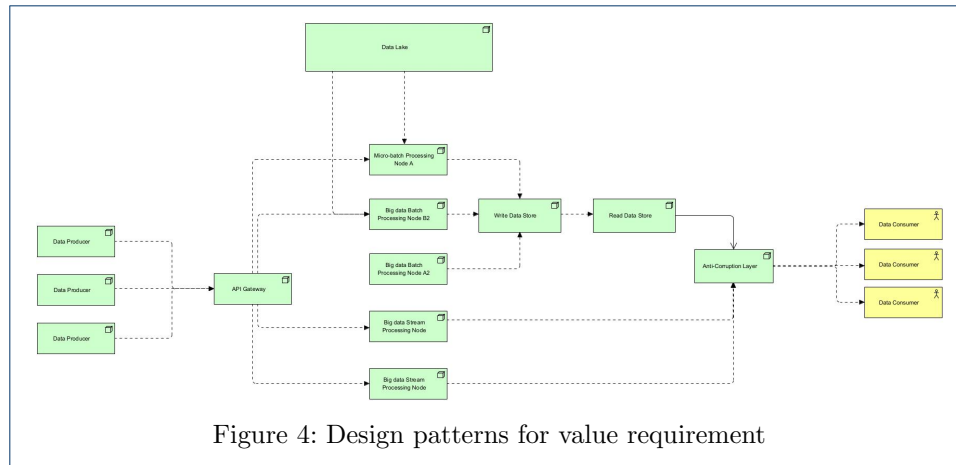 Data Lake
Micro-batch Processing
Node A
Big data Batch
Processing Node B2
Write Data Store
Read Data Store
Data Consumer
Data Producer
Big data Batch
Processing Node A2
Anti-Corruption Layer
Data Consumer
Data Producer
API Gateway
Data Consumer
Data Producer
Big data Stream
Processing Node
Big data Stream
Processing Node
Figure 4: Design patterns for value requirement